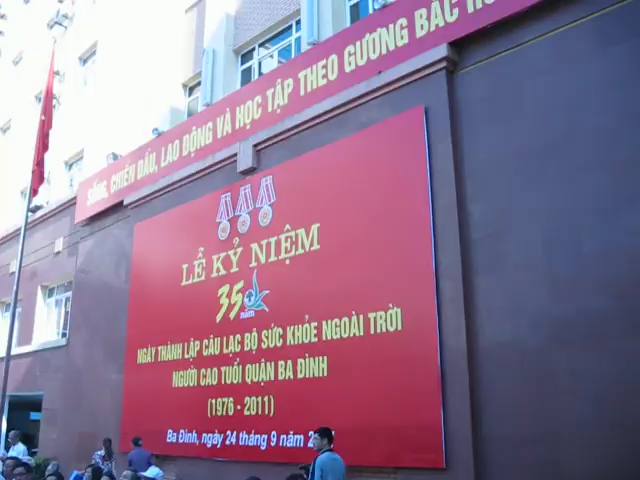 SỐNG, CHIẾN ĐẤU, LAO ĐỘNG VÀ HỌC TẬP THEO GƯƠNG BÁC
LỄ KỶ NIỆM
35
năm
NGÀY THÀNH LẬP CÂU LẠC BỘ SỨC KHỎE NGOÀI TRỜI
NGƯỜI CAO TUỔI QUẬN BA ĐÌNH
(1976 - 2011)
Ba Đình, ngày 24 tháng 9 năm